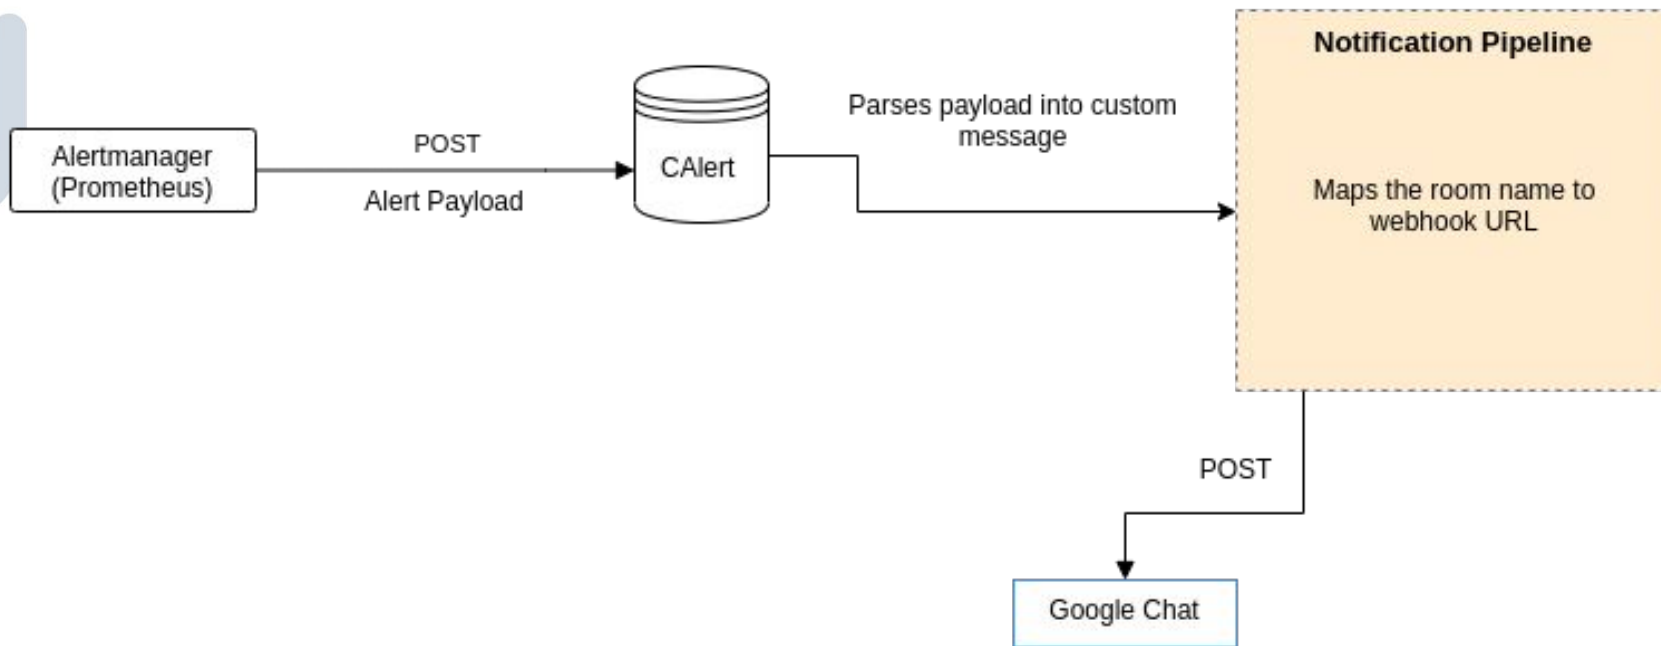 Notification Pipeline
Parses payload into custom
message
POST
Alertmanager
(Prometheus)
CAlert
Alert Payload
Maps the room name to
webhook URL
POST
Google Chat